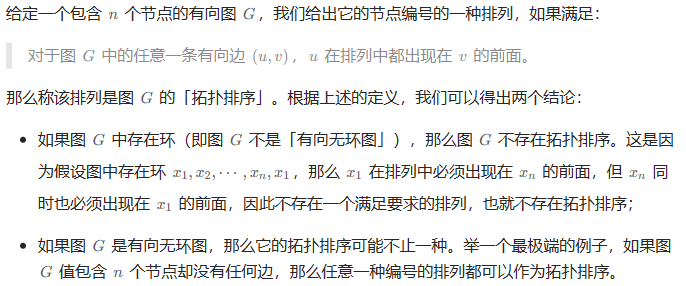 给定一个包含 n 个节点的有向图 G，我们给出它的节点编号的一种排列，如果满足：
对于图 G 中的任意一条有向边 (u, v)，u 在排列中都出现在 v 的前面。
那么称该排列是图 G 的「拓扑排序」。根据上述的定义，我们可以得出两个结论：
• 如果图 G 中存在环（即图 G 不是「有向无环图」），那么图 G 不存在拓扑排序。这是因
为假设图中存在环 x₁, x₂, ⋯, xₙ, x₁，那么 x₁ 在排列中必须出现在 xₙ 的前面，但 xₙ 同
时也必须出现在 x₁ 的前面，因此不存在一个满足要求的排列，也就不存在拓扑排序；
• 如果图 G 是有向无环图，那么它的拓扑排序可能不止一种。举一个最极端的例子，如果图
G 值包含 n 个节点却没有任何边，那么任意一种编号的排列都可以作为拓扑排序。